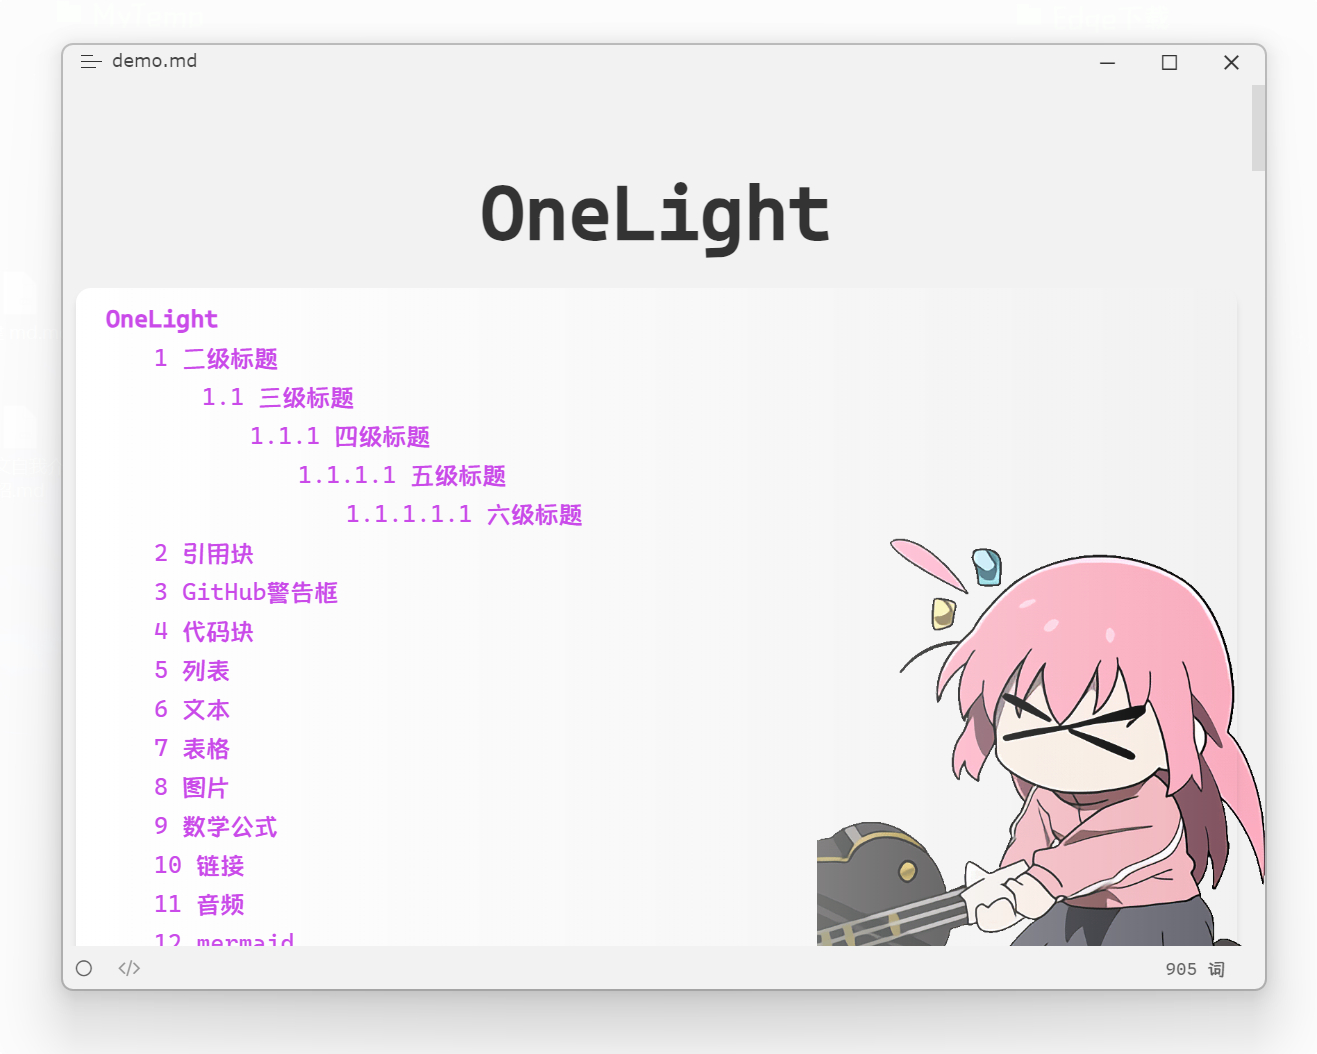 demo.md
OneLight
OneLight
1 二级标题
1.1 三级标题
1.1.1 四级标题
1.1.1.1 五级标题
1.1.1.1.1 六级标题
2 引用块
3 GitHub警告框
4 代码块
5 列表
6 文本
7 表格
8 图片
9 数学公式
10 链接
11 音频
12 mermaid
</> 905 词